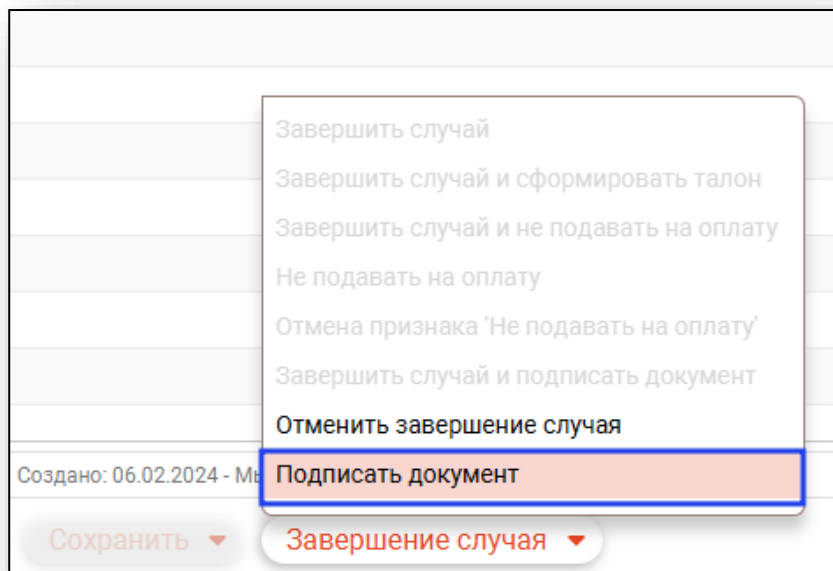 Завершить случай
Завершить случай и сформировать талон
Завершить случай и не подавать на оплату
Не подавать на оплату
Отмена признака 'Не подавать на оплату'
Завершить случай и подписать документ
Отменить завершение случая
Создано: 06.02.2024 - Мы
Подписать документ
Сохранить
Завершение случая